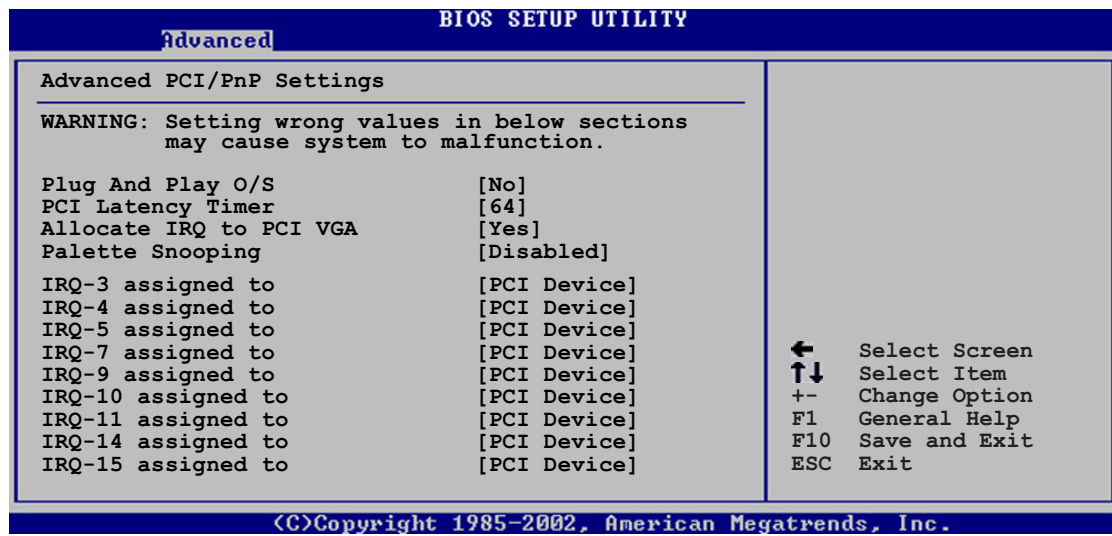 BIOS SETUP UTILITY
Advanced
Advanced PCI/PnP Settings
WARNING: Setting wrong values in below sections
may cause system to malfunction.
Plug And Play O/S [No]
PCI Latency Timer [64]
Allocate IRQ to PCI VGA [Yes]
Palette Snooping [Disabled]
IRQ-3 assigned to [PCI Device]
IRQ-4 assigned to [PCI Device]
IRQ-5 assigned to [PCI Device]
IRQ-7 assigned to [PCI Device]
IRQ-9 assigned to [PCI Device]
IRQ-10 assigned to [PCI Device]
IRQ-11 assigned to [PCI Device]
IRQ-14 assigned to [PCI Device]
IRQ-15 assigned to [PCI Device]
← Select Screen
↑↓ Select Item
+- Change Option
F1 General Help
F10 Save and Exit
ESC Exit
(C)Copyright 1985-2002, American Megatrends, Inc.